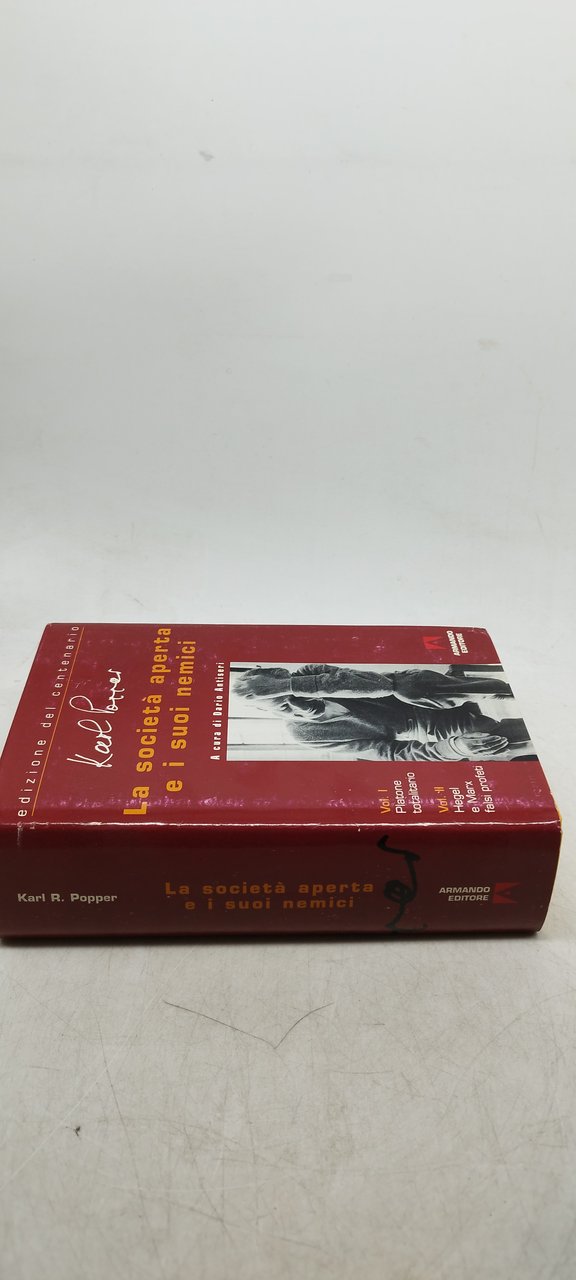 edizione del centenario
Karl Popper
La società aperta
e i suoi nemici
A cura di Dario Antiseri
Vol. I
Platone
totalitario
Vol. II
Hegel
e Marx
falsi profeti
ARMANDO
EDITORE
Karl R. Popper
La società aperta
e i suoi nemici
ARMANDO
EDITORE